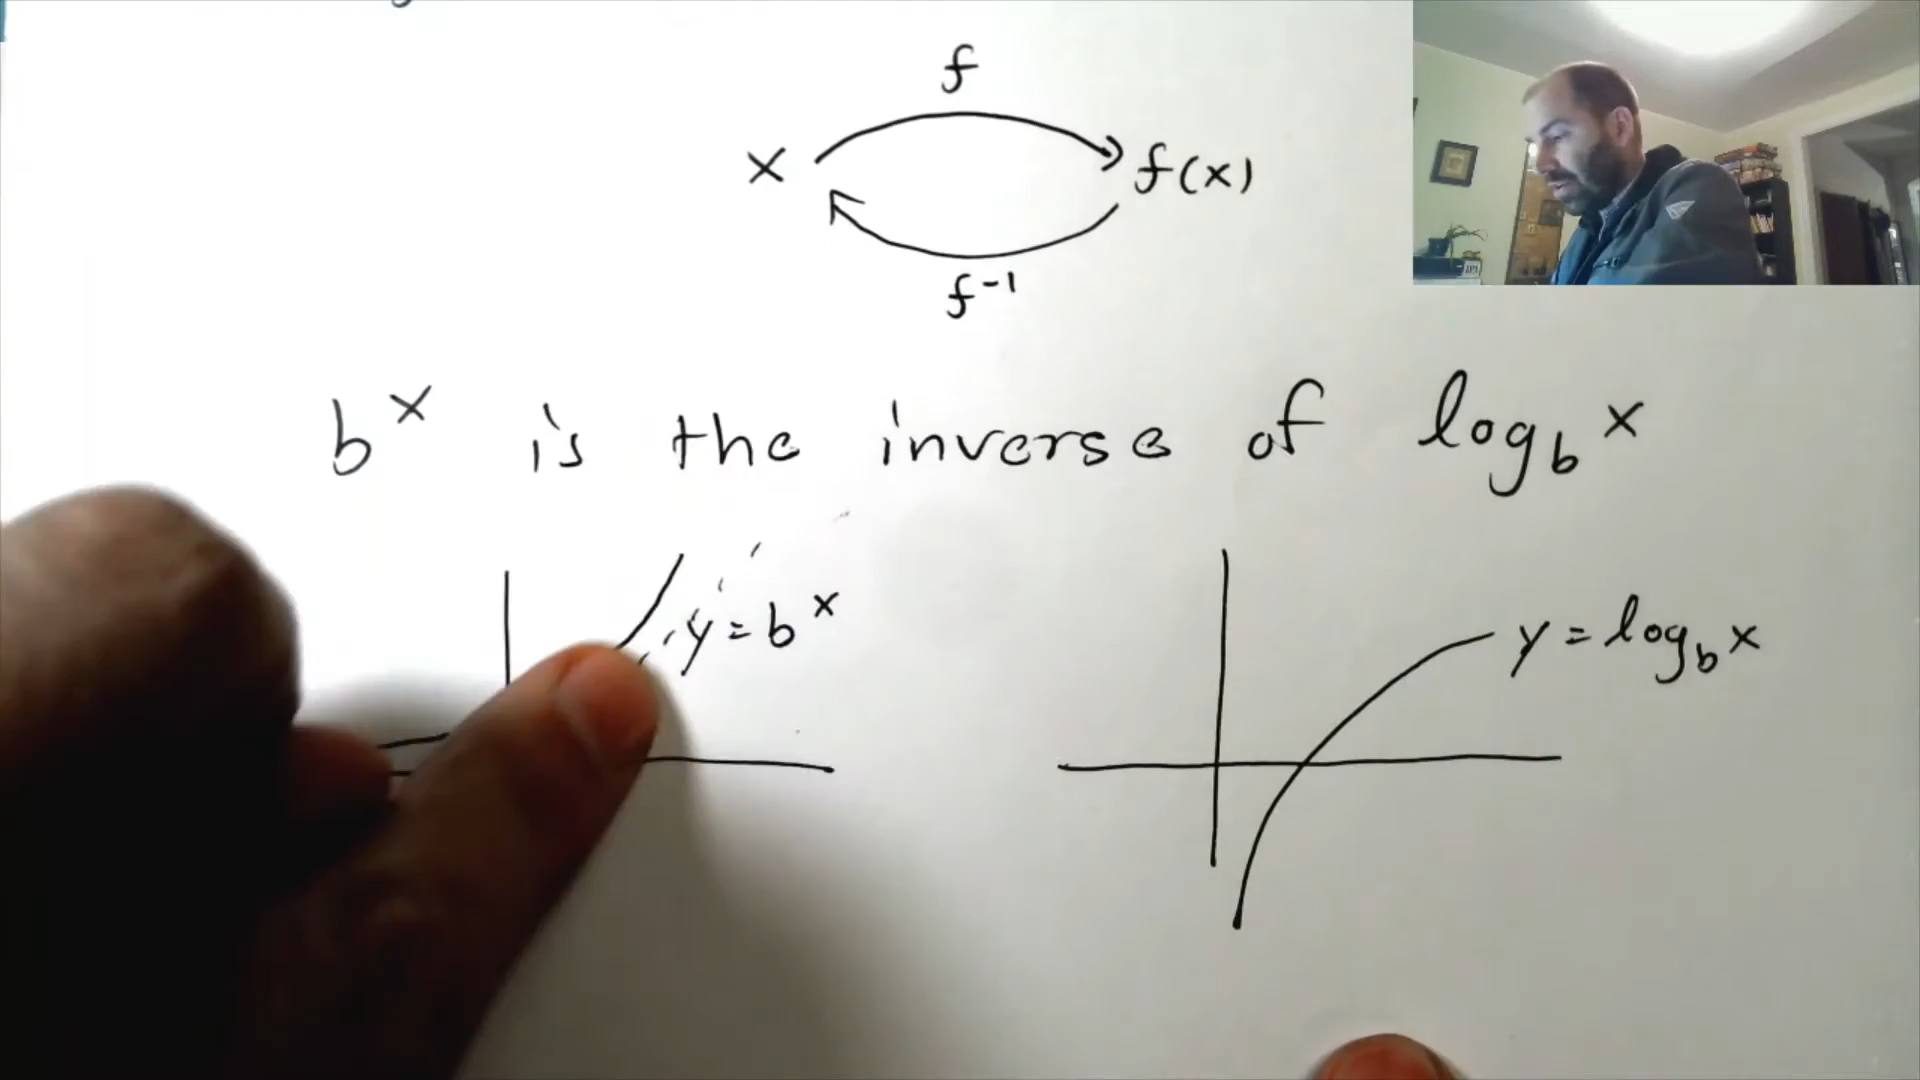 f
x f(x)
f⁻¹
bˣ is the inverse of log_b x
y = bˣ
y = log_b x